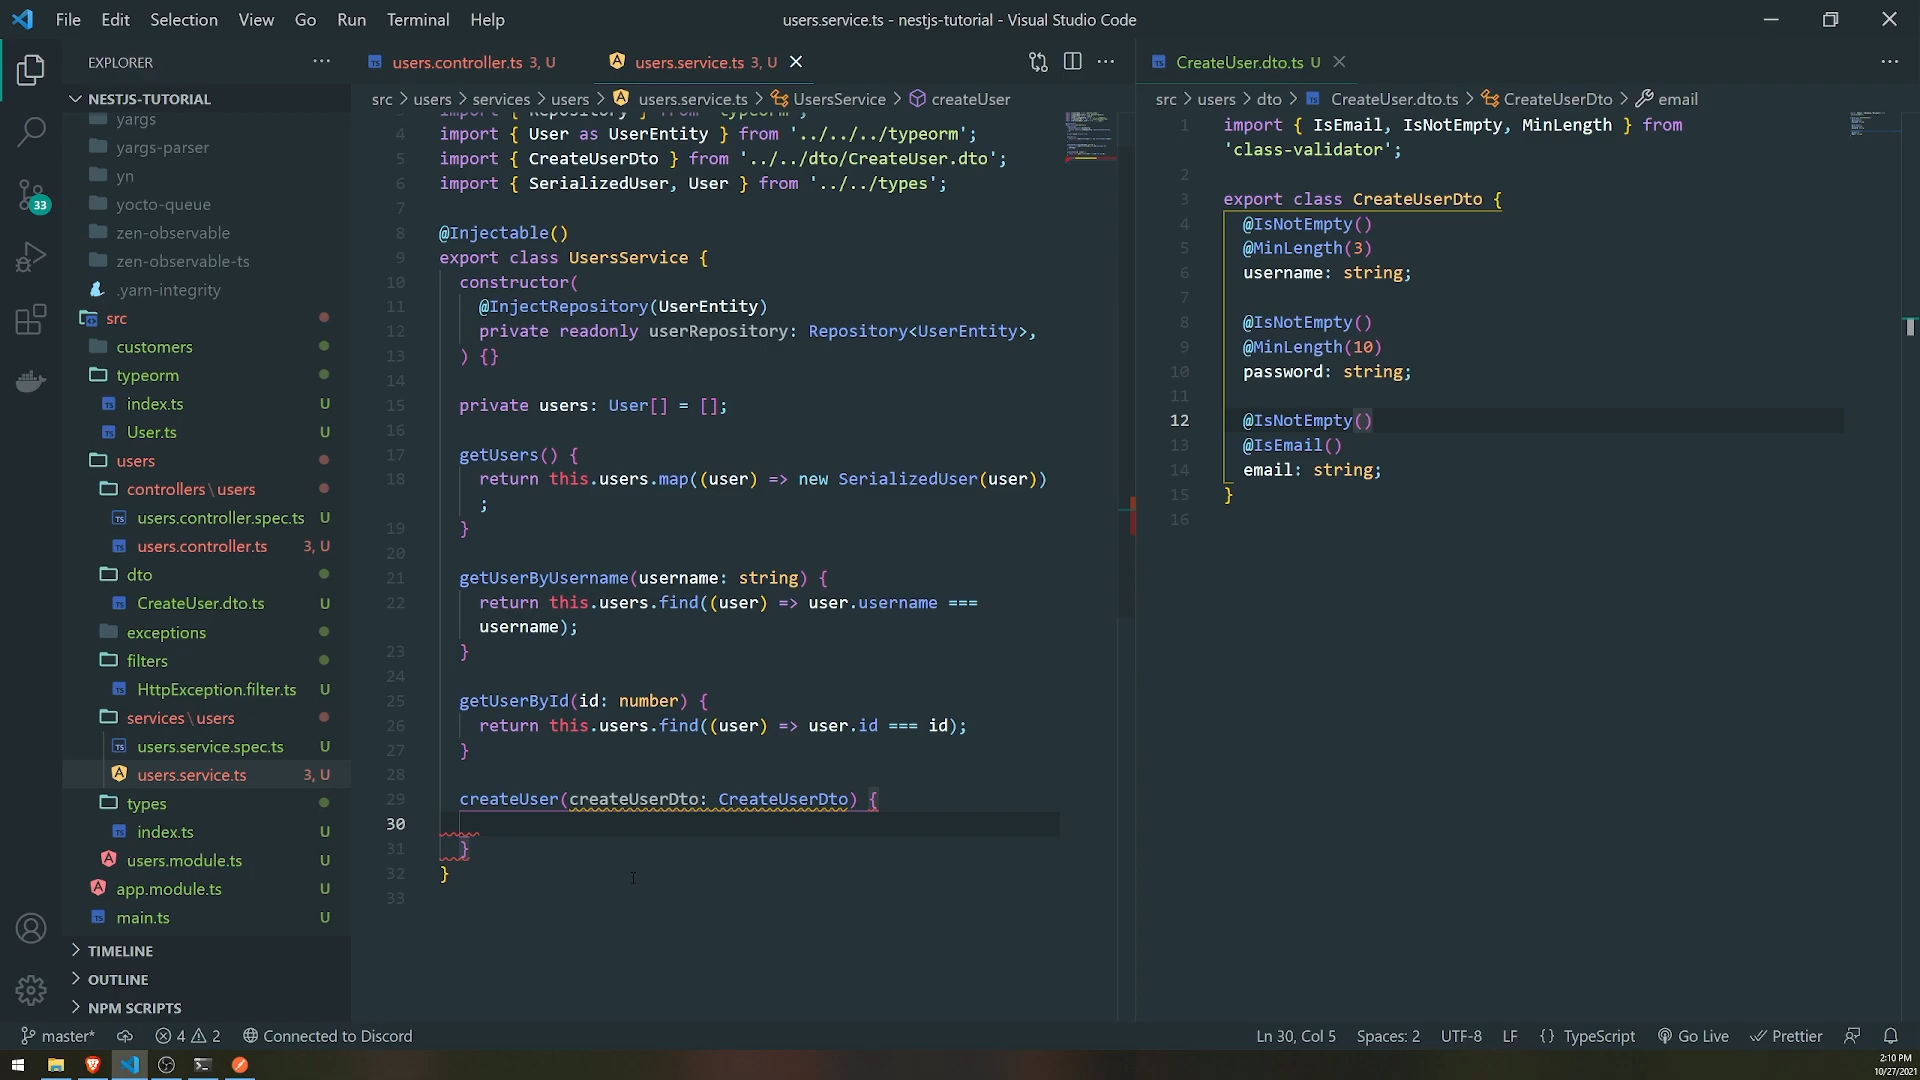 File Edit Selection View Go Run Terminal Help
users.service.ts - nestjs-tutorial - Visual Studio Code
EXPLORER
NESTJS-TUTORIAL
yargs
yargs-parser
yn
yocto-queue
zen-observable
zen-observable-ts
.yarn-integrity
src
customers
typeorm
index.ts U
User.ts U
users
controllers\users
users.controller.spec.ts U
users.controller.ts 3, U
dto
CreateUser.dto.ts U
exceptions
filters
HttpException.filter.ts U
services\users
users.service.spec.ts U
users.service.ts 3, U
types
index.ts U
users.module.ts U
app.module.ts U
main.ts U
TIMELINE
OUTLINE
NPM SCRIPTS
33
users.controller.ts 3, U
users.service.ts 3, U
src > users > services > users > users.service.ts > UsersService > createUser
3 import { Repository } from 'typeorm';
4 import { User as UserEntity } from '../../../typeorm';
5 import { CreateUserDto } from '../../dto/CreateUser.dto';
6 import { SerializedUser, User } from '../../types';
7
8 @Injectable()
9 export class UsersService {
10 constructor(
11 @InjectRepository(UserEntity)
12 private readonly userRepository: Repository<UserEntity>,
13 ) {}
14
15 private users: User[] = [];
16
17 getUsers() {
18 return this.users.map((user) => new SerializedUser(user))
;
19 }
20
21 getUserByUsername(username: string) {
22 return this.users.find((user) => user.username ===
username);
23 }
24
25 getUserById(id: number) {
26 return this.users.find((user) => user.id === id);
27 }
28
29 createUser(createUserDto: CreateUserDto) {
30
31 }
32 }
33
CreateUser.dto.ts U
src > users > dto > CreateUser.dto.ts > CreateUserDto > email
1 import { IsEmail, IsNotEmpty, MinLength } from
'class-validator';
2
3 export class CreateUserDto {
4 @IsNotEmpty()
5 @MinLength(3)
6 username: string;
7
8 @IsNotEmpty()
9 @MinLength(10)
10 password: string;
11
12 @IsNotEmpty()
13 @IsEmail()
14 email: string;
15 }
16
master* 4 2 Connected to Discord
Ln 30, Col 5 Spaces: 2 UTF-8 LF {} TypeScript Go Live Prettier
2:10 PM
10/27/2021